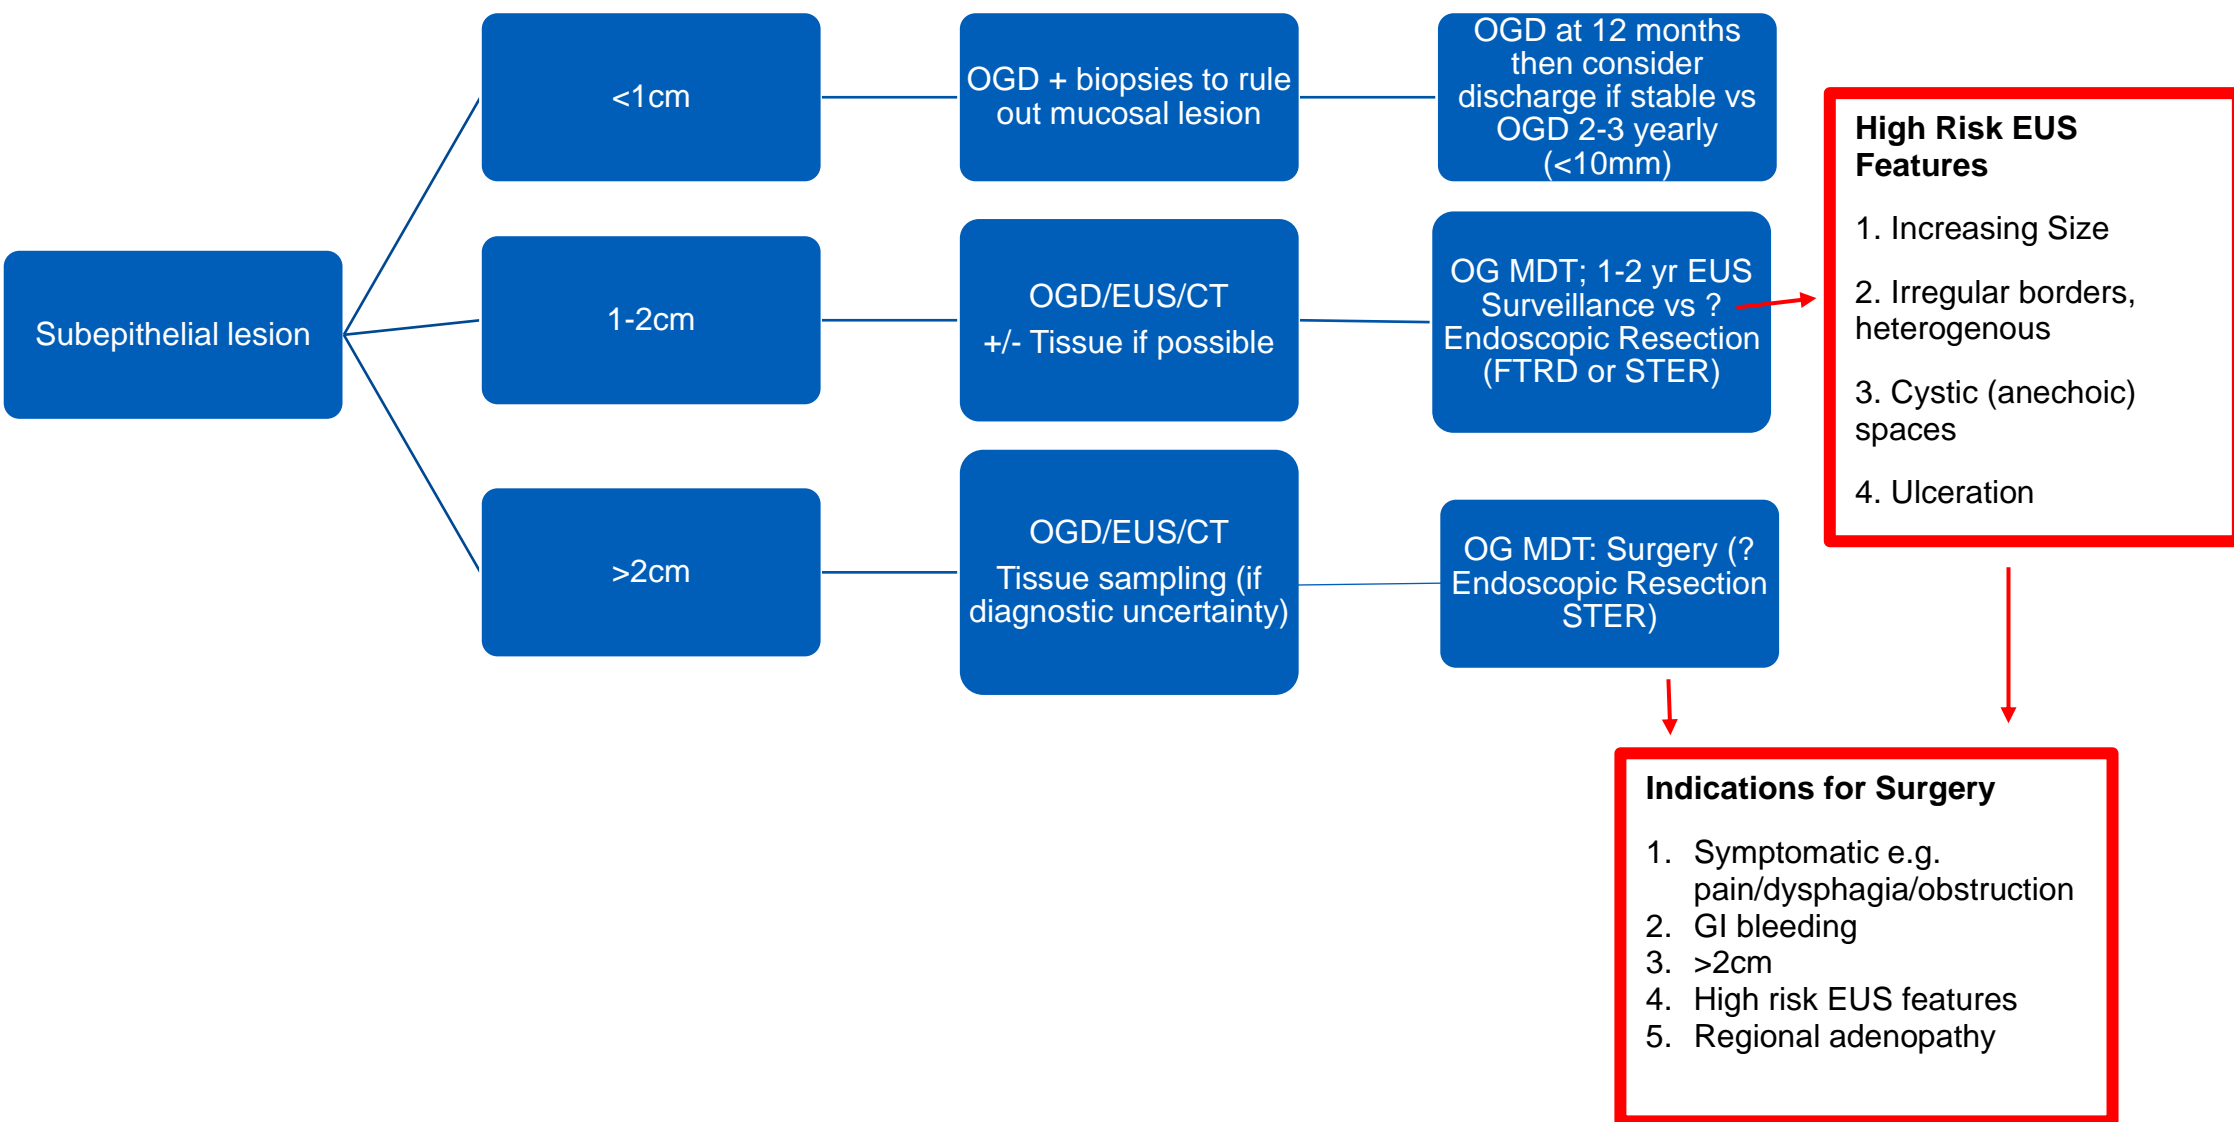 Subepithelial lesion
<1cm
OGD + biopsies to rule
out mucosal lesion
OGD at 12 months
then consider
discharge if stable vs
OGD 2-3 yearly
(<10mm)
1-2cm
OGD/EUS/CT
+/- Tissue if possible
OG MDT; 1-2 yr EUS
Surveillance vs ?
Endoscopic Resection
(FTRD or STER)
>2cm
OGD/EUS/CT
Tissue sampling (if
diagnostic uncertainty)
OG MDT: Surgery (?
Endoscopic Resection
STER)
High Risk EUS
Features
1. Increasing Size
2. Irregular borders,
heterogenous
3. Cystic (anechoic)
spaces
4. Ulceration
Indications for Surgery
1. Symptomatic e.g.
pain/dysphagia/obstruction
2. GI bleeding
3. >2cm
4. High risk EUS features
5. Regional adenopathy